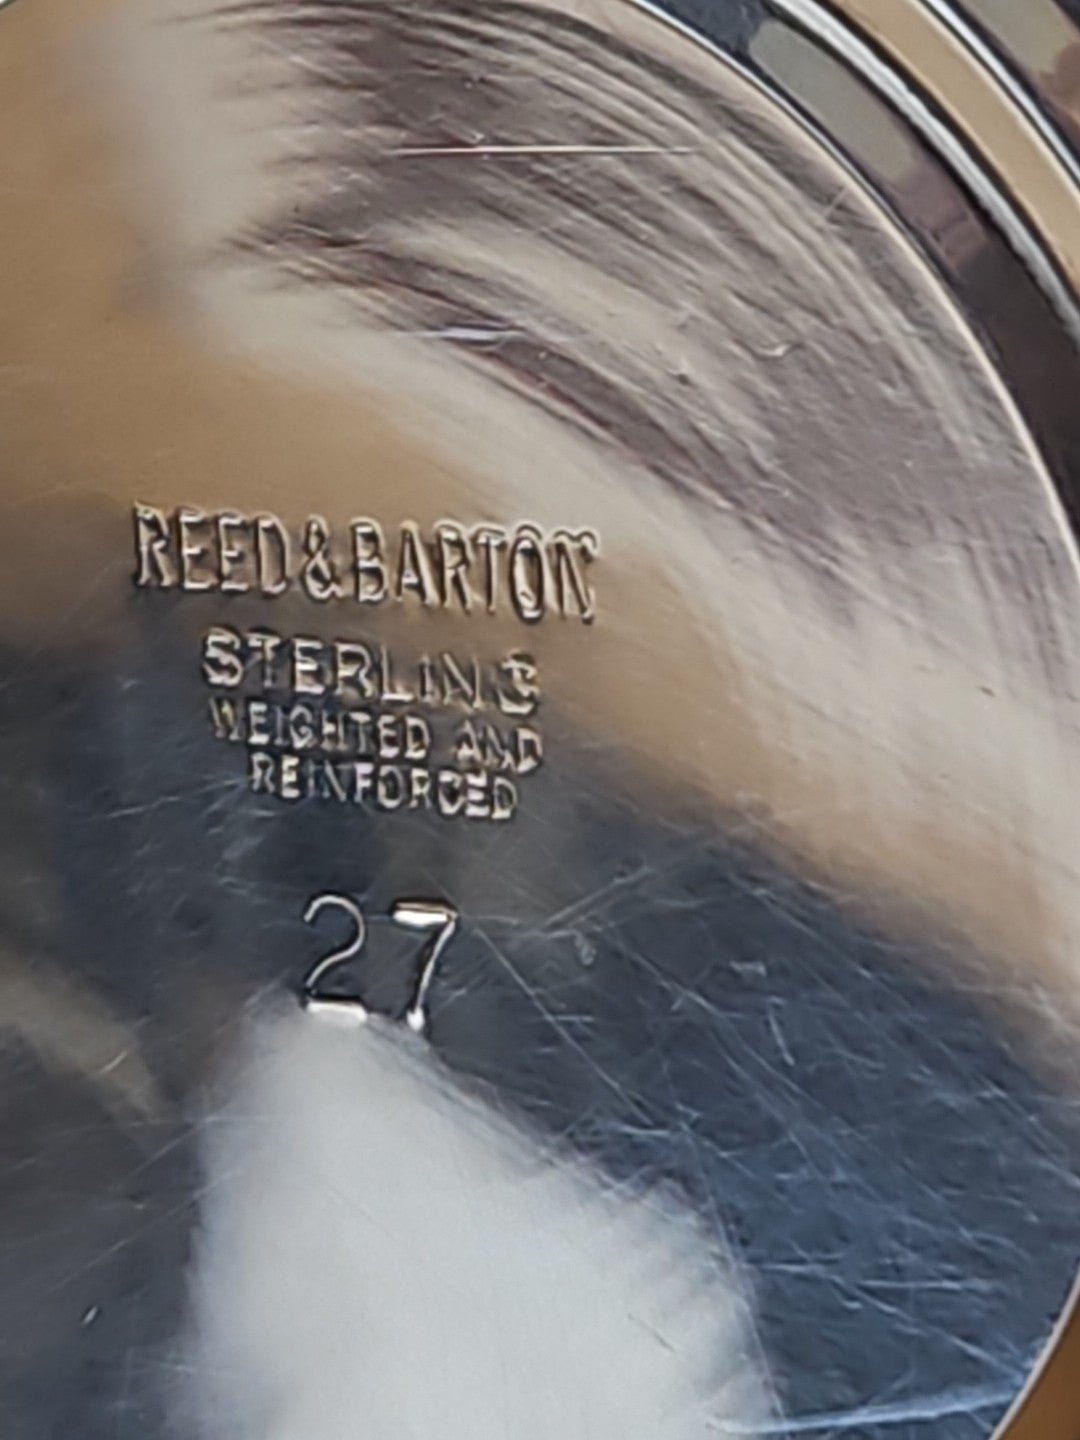 REED & BARTON
STERLING
WEIGHTED AND
REINFORCED
27